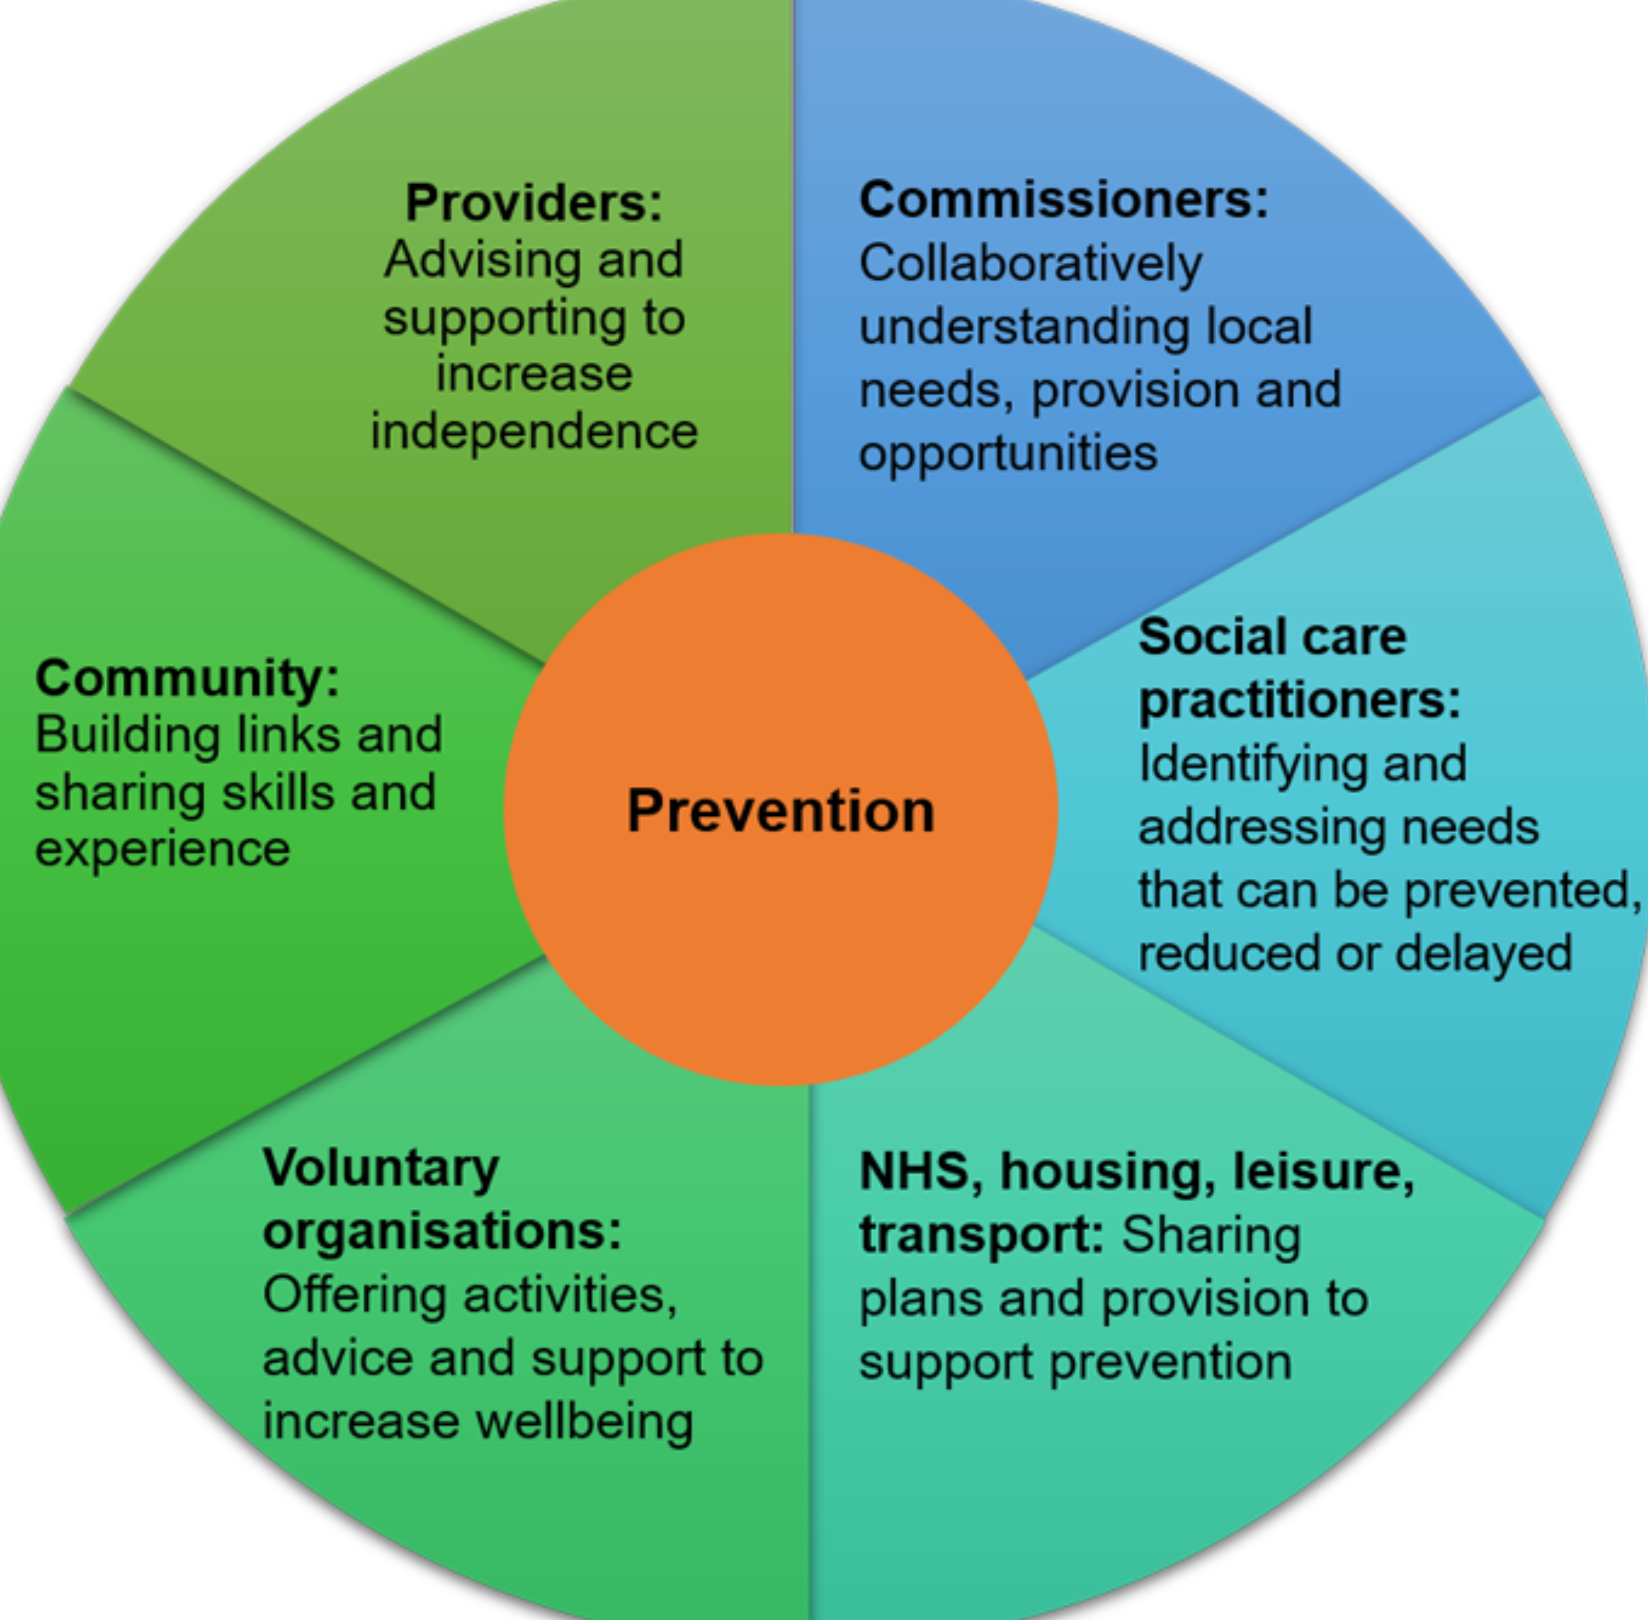 Providers:
Advising and
supporting to
increase
independence
Commissioners:
Collaboratively
understanding local
needs, provision and
opportunities
Social care
practitioners:
Identifying and
addressing needs
that can be prevented,
reduced or delayed
Community:
Building links and
sharing skills and
experience
Prevention
Voluntary
organisations:
Offering activities,
advice and support to
increase wellbeing
NHS, housing, leisure,
transport: Sharing
plans and provision to
support prevention